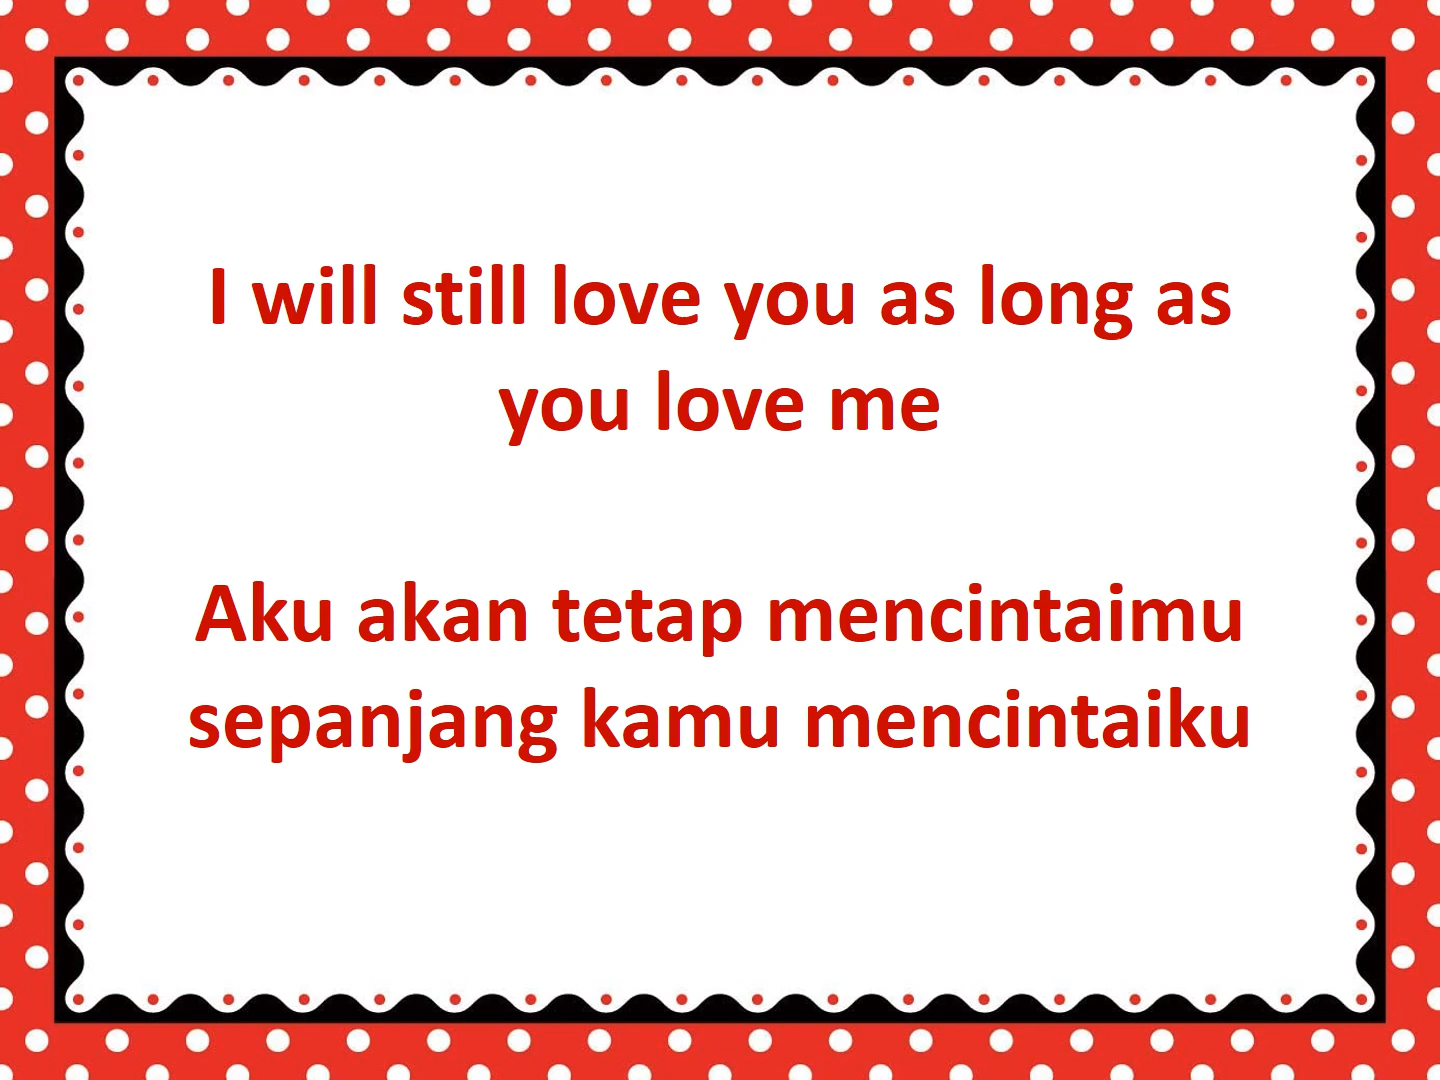 I will still love you as long as
you love me
Aku akan tetap mencintaimu
sepanjang kamu mencintaiku